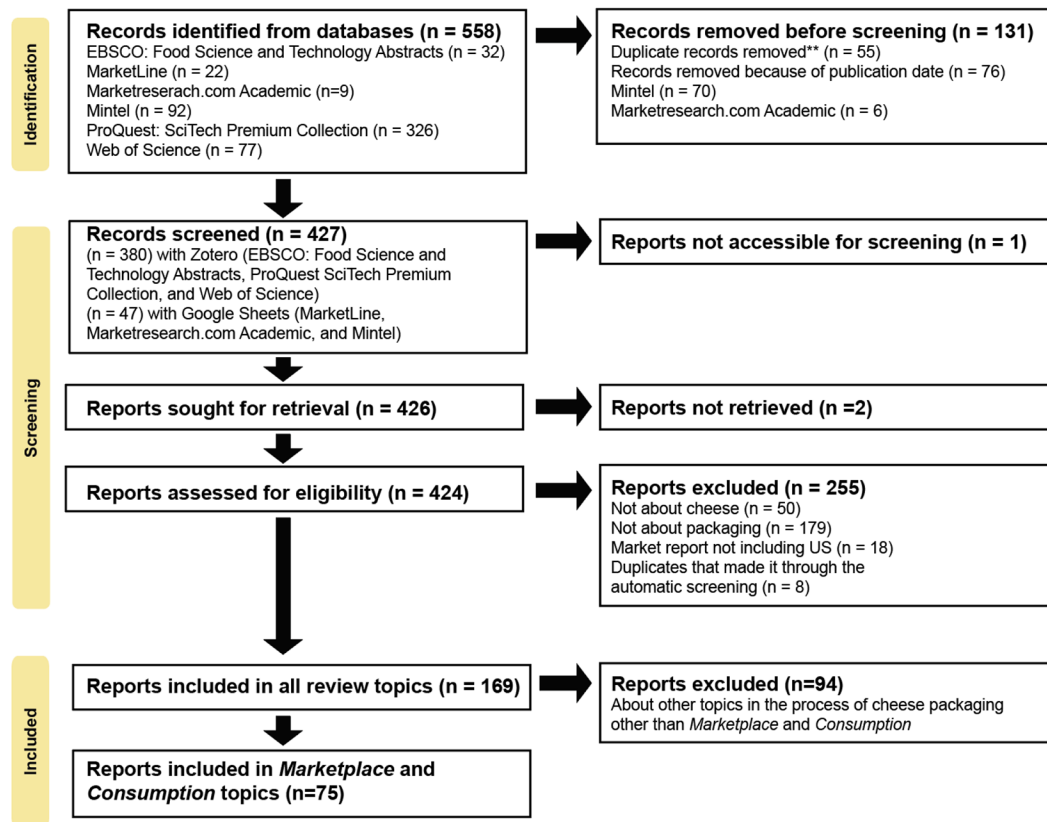 Identification
Records identified from databases (n = 558)
EBSCO: Food Science and Technology Abstracts (n = 32)
MarketLine (n = 22)
Marketreserach.com Academic (n=9)
Mintel (n = 92)
ProQuest: SciTech Premium Collection (n = 326)
Web of Science (n = 77)
Records removed before screening (n = 131)
Duplicate records removed** (n = 55)
Records removed because of publication date (n = 76)
Mintel (n = 70)
Marketresearch.com Academic (n = 6)
Screening
Records screened (n = 427)
(n = 380) with Zotero (EBSCO: Food Science and
Technology Abstracts, ProQuest SciTech Premium
Collection, and Web of Science)
(n = 47) with Google Sheets (MarketLine,
Marketresearch.com Academic, and Mintel)
Reports not accessible for screening (n = 1)
Reports sought for retrieval (n = 426)
Reports not retrieved (n =2)
Reports assessed for eligibility (n = 424)
Reports excluded (n = 255)
Not about cheese (n = 50)
Not about packaging (n = 179)
Market report not including US (n = 18)
Duplicates that made it through the
automatic screening (n = 8)
Included
Reports included in all review topics (n = 169)
Reports excluded (n=94)
About other topics in the process of cheese packaging
other than Marketplace and Consumption
Reports included in Marketplace and
Consumption topics (n=75)